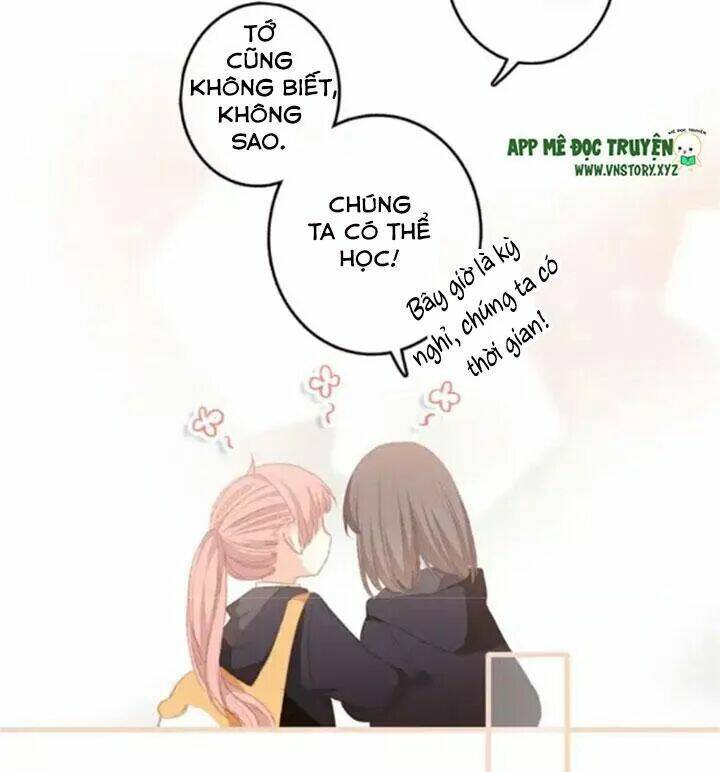 TỚ
CŨNG
KHÔNG BIẾT,
KHÔNG
SAO.
APP MÊ ĐỌC TRUYỆN
WWW.VNSTORY.XYZ
CHÚNG
TA CÓ THỂ
HỌC!
Bây giờ là kỳ
nghỉ, chúng ta có
thời gian!